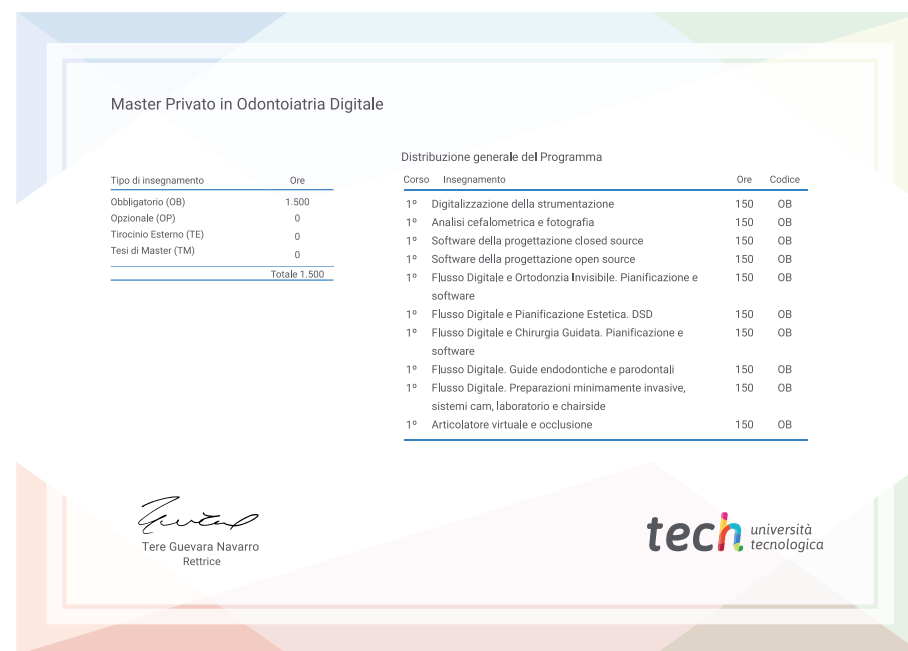 Master Privato in Odontoiatria Digitale
Tipo di insegnamento Ore
Obbligatorio (OB) 1.500
Opzionale (OP) 0
Tirocinio Esterno (TE) 0
Tesi di Master (TM) 0
Totale 1.500
Distribuzione generale del Programma
Corso Insegnamento Ore Codice
1º Digitalizzazione della strumentazione 150 OB
1º Analisi cefalometrica e fotografia 150 OB
1º Software della progettazione closed source 150 OB
1º Software della progettazione open source 150 OB
1º Flusso Digitale e Ortodonzia Invisibile. Pianificazione e 150 OB
software
1º Flusso Digitale e Pianificazione Estetica. DSD 150 OB
1º Flusso Digitale e Chirurgia Guidata. Pianificazione e 150 OB
software
1º Flusso Digitale. Guide endodontiche e parodontali 150 OB
1º Flusso Digitale. Preparazioni minimamente invasive, 150 OB
sistemi cam, laboratorio e chairside
1º Articolatore virtuale e occlusione 150 OB
Tere Guevara Navarro
Rettrice
tech università
tecnologica